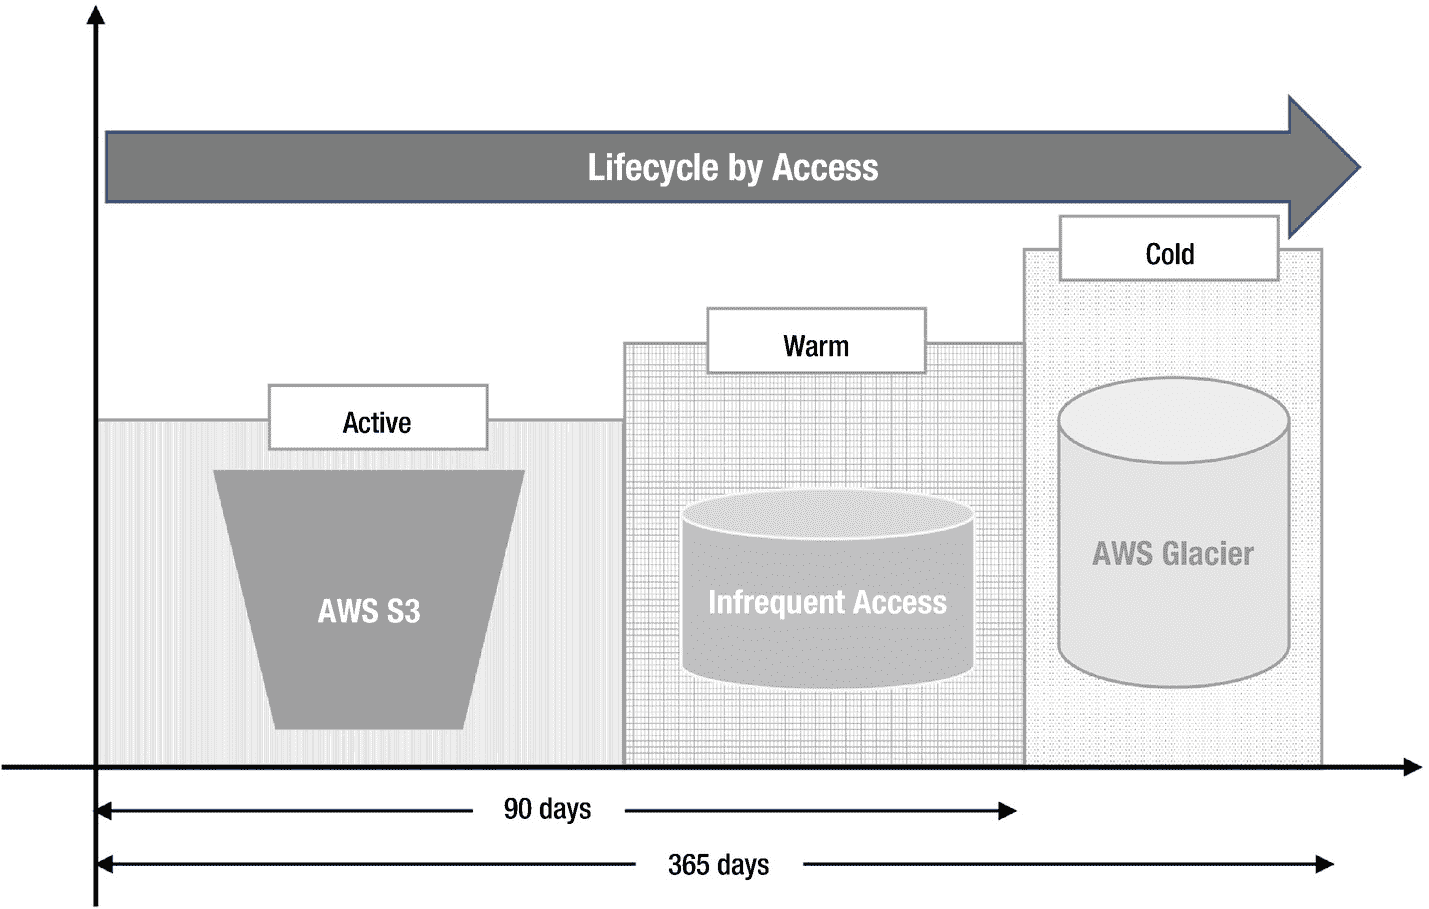 Lifecycle by Access
Cold
Warm
Active
AWS Glacier
Infrequent Access
AWS S3
90 days
365 days